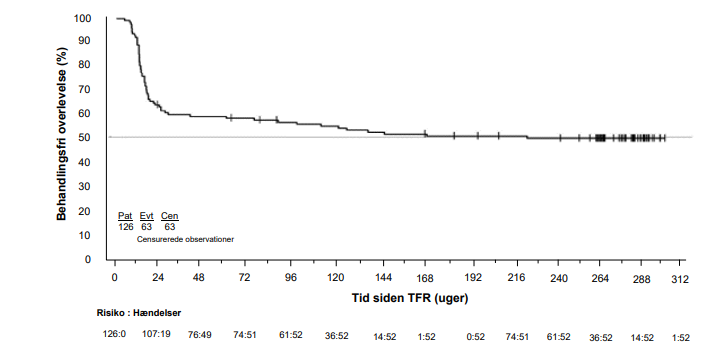 100
90
80
70
60
50
40
30
20
10
0
Behandlingsfri overlevelse (%)
Pat Evt Cen
126 63 63
Censurerede observationer
0 24 48 72 96 120 144 168 192 216 240 264 288 312
Tid siden TFR (uger)
Risiko : Hændelser
126:0 107:19 76:49 74:51 61:52 36:52 14:52 1:52 0:52 74:51 61:52 36:52 14:52 1:52